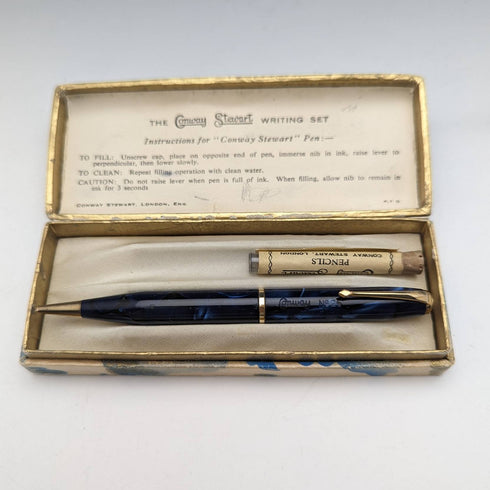 THE Conway Stewart WRITING SET
Instructions for "Conway Stewart" Pen:—
TO FILL: Unscrew cap, place on opposite end of pen, immerse nib in ink, raise lever to
perpendicular, then lower slowly.
TO CLEAN: Repeat filling operation with clean water.
CAUTION: Do not raise lever when pen is full of ink. When filling, allow nib to remain in
ink for 3 seconds
CONWAY STEWART, LONDON, ENG.
CONWAY STEWART, LONDON
PENCILS
Conway Stewart